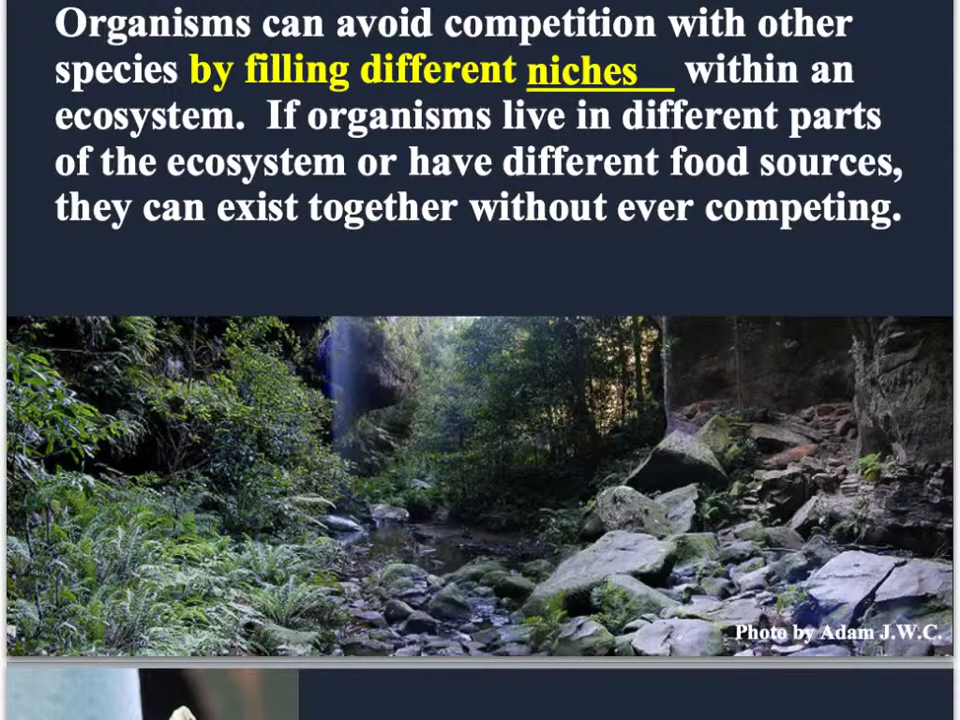 Organisms can avoid competition with other
species by filling different niches within an
ecosystem. If organisms live in different parts
of the ecosystem or have different food sources,
they can exist together without ever competing.
Photo by Adam J.W.C.